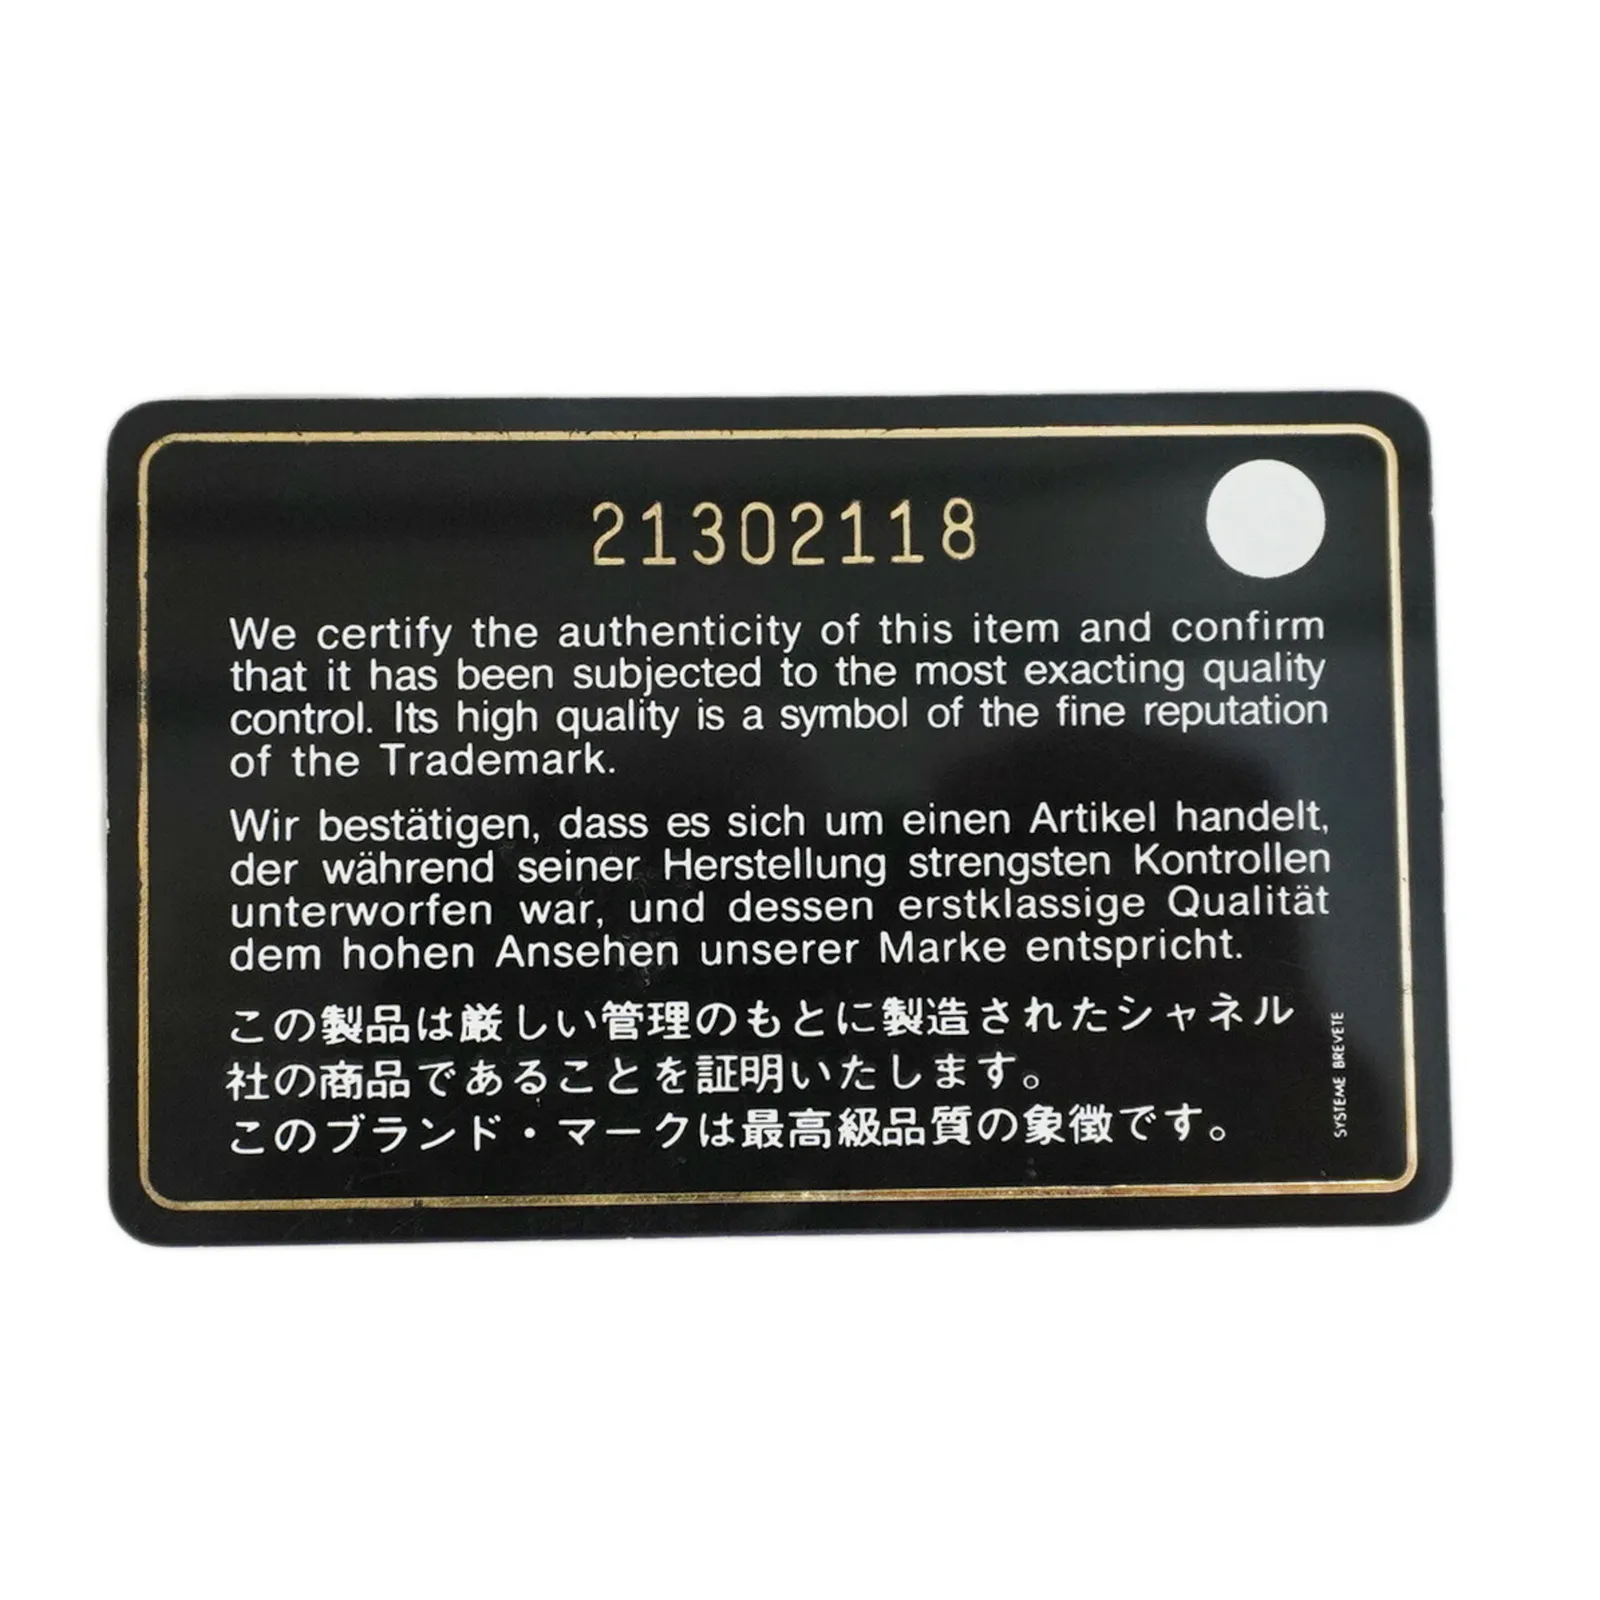 21302118
We certify the authenticity of this item and confirm
that it has been subjected to the most exacting quality
control. Its high quality is a symbol of the fine reputation
of the Trademark.
Wir bestätigen, dass es sich um einen Artikel handelt,
der während seiner Herstellung strengsten Kontrollen
unterworfen war, und dessen erstklassige Qualität
dem hohen Ansehen unserer Marke entspricht.
この製品は厳しい管理のもとに製造されたシャネル
社の商品であることを証明いたします。
このブランド・マークは最高級品質の象徴です。
SYSTEME BREVETE